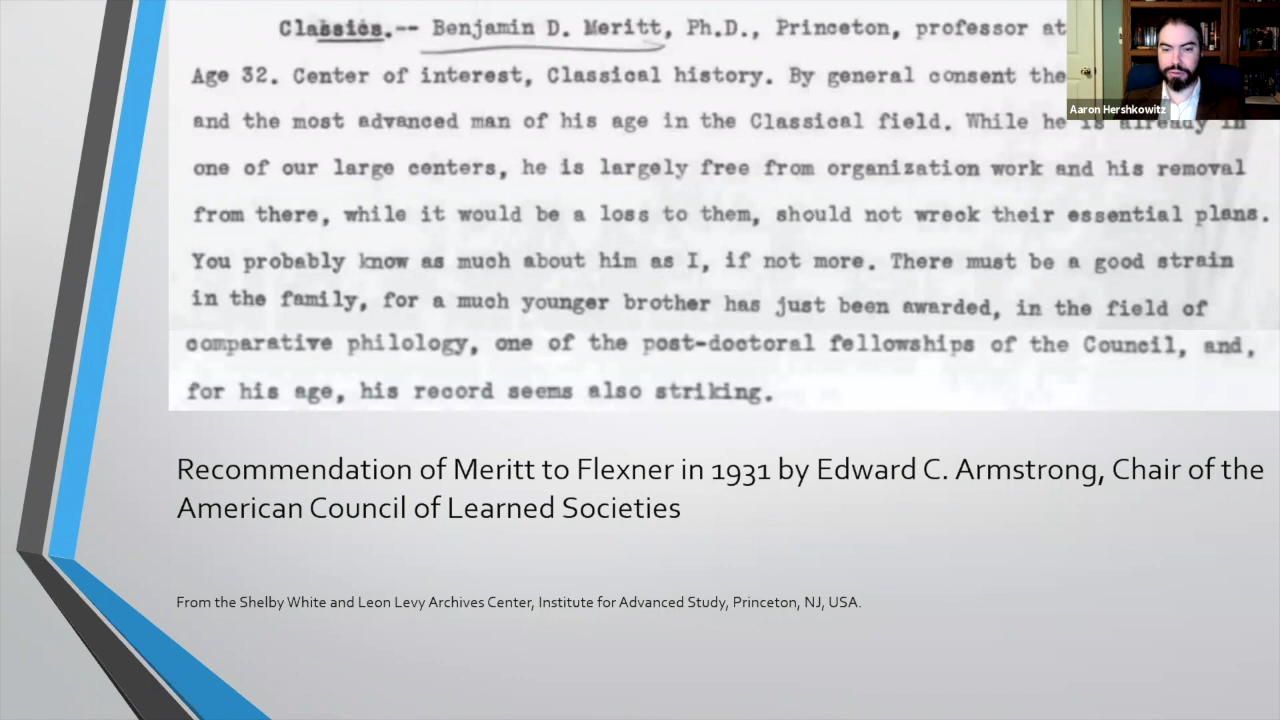 Classics.-- Benjamin D. Meritt, Ph.D., Princeton, professor at
Age 32. Center of interest, Classical history. By general consent the
and the most advanced man of his age in the Classical field. While he is already in
one of our large centers, he is largely free from organization work and his removal
from there, while it would be a loss to them, should not wreck their essential plans.
You probably know as much about him as I, if not more. There must be a good strain
in the family, for a much younger brother has just been awarded, in the field of
comparative philology, one of the post-doctoral fellowships of the Council, and,
for his age, his record seems also striking.
Aaron Hershkowitz
Recommendation of Meritt to Flexner in 1931 by Edward C. Armstrong, Chair of the
American Council of Learned Societies
From the Shelby White and Leon Levy Archives Center, Institute for Advanced Study, Princeton, NJ, USA.